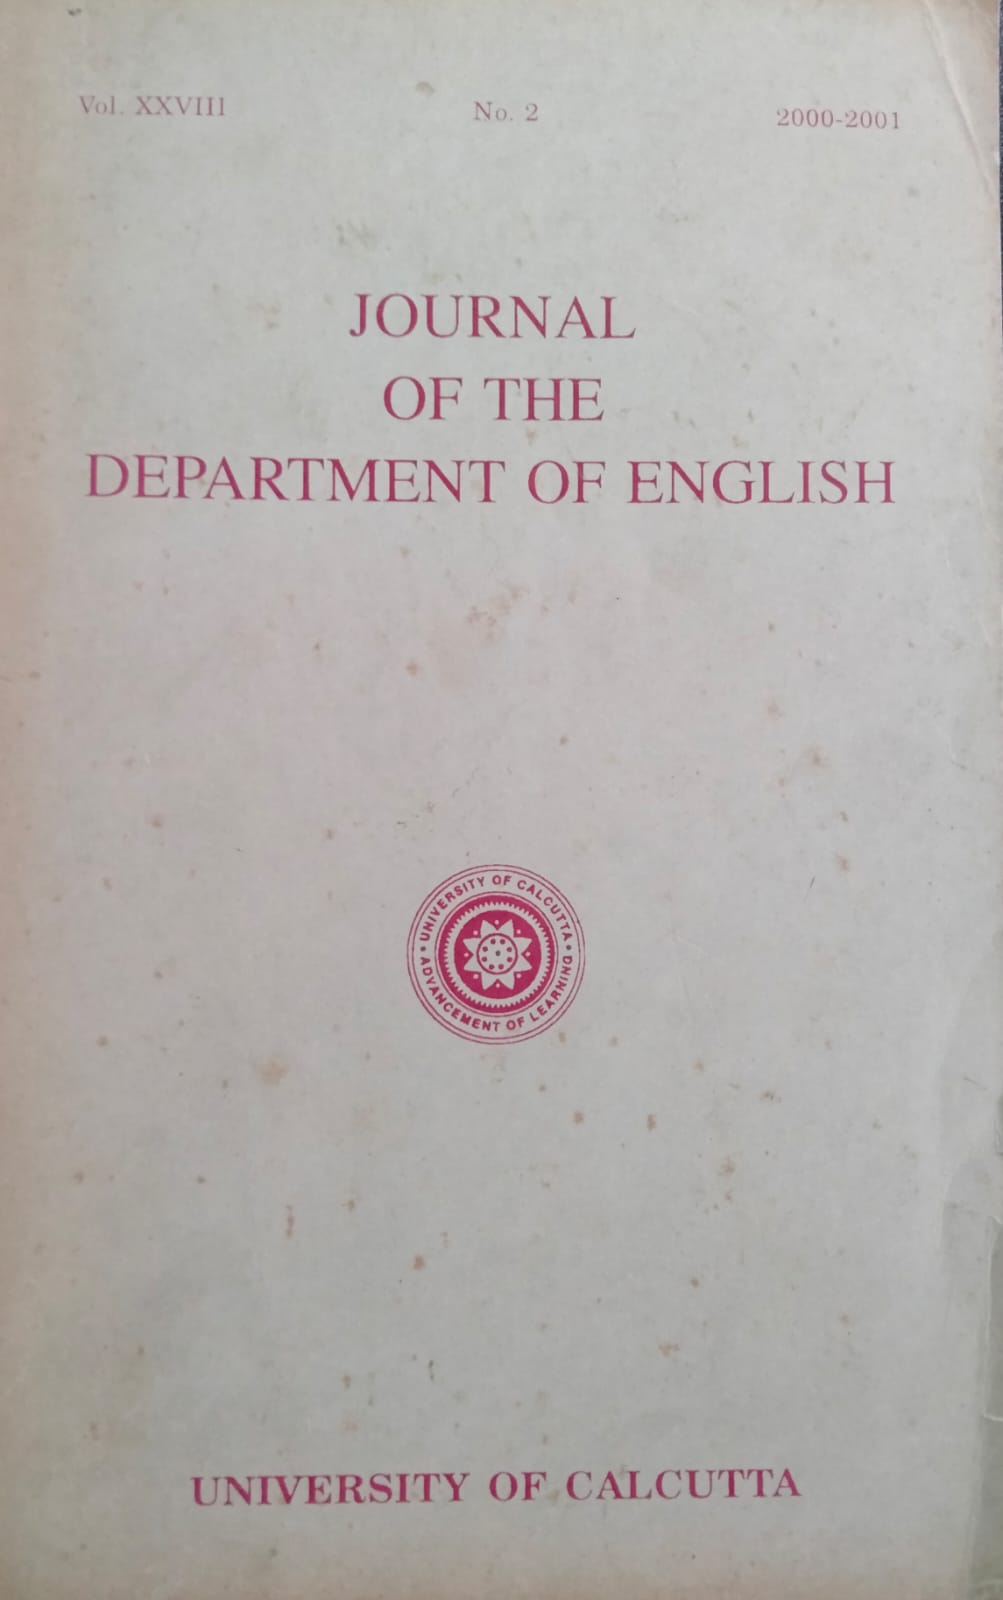 Vol. XXVIII No. 2 2000-2001
JOURNAL
OF THE
DEPARTMENT OF ENGLISH
UNIVERSITY OF CALCUTTA
ADVANCEMENT OF LEARNING
UNIVERSITY OF CALCUTTA